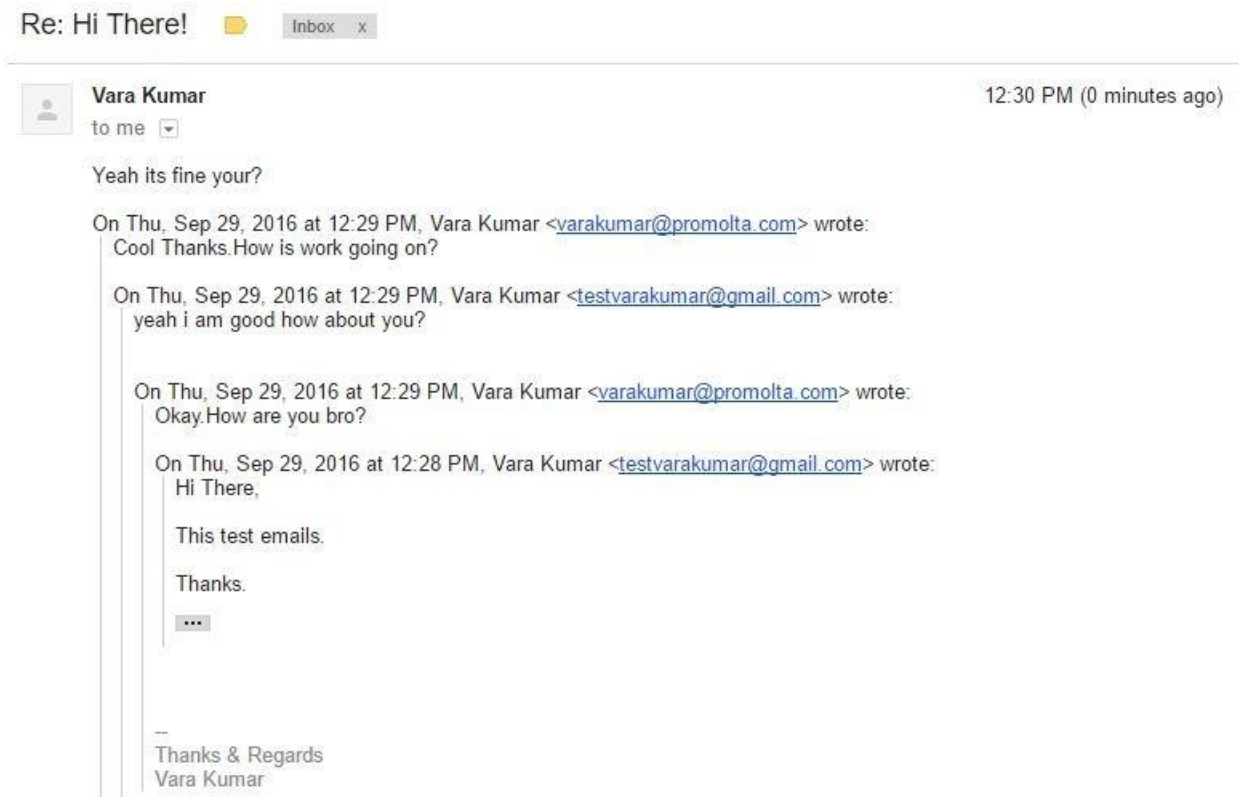 Re: Hi There!
Inbox x
Vara Kumar
12:30 PM (0 minutes ago)
to me
Yeah its fine your?
On Thu, Sep 29, 2016 at 12:29 PM, Vara Kumar <varakumar@promolta.com> wrote:
Cool Thanks.How is work going on?
On Thu, Sep 29, 2016 at 12:29 PM, Vara Kumar <testvarakumar@gmail.com> wrote:
yeah i am good how about you?
On Thu, Sep 29, 2016 at 12:29 PM, Vara Kumar <varakumar@promolta.com> wrote:
Okay.How are you bro?
On Thu, Sep 29, 2016 at 12:28 PM, Vara Kumar <testvarakumar@gmail.com> wrote:
Hi There,
This test emails.
Thanks.
...
--
Thanks & Regards
Vara Kumar